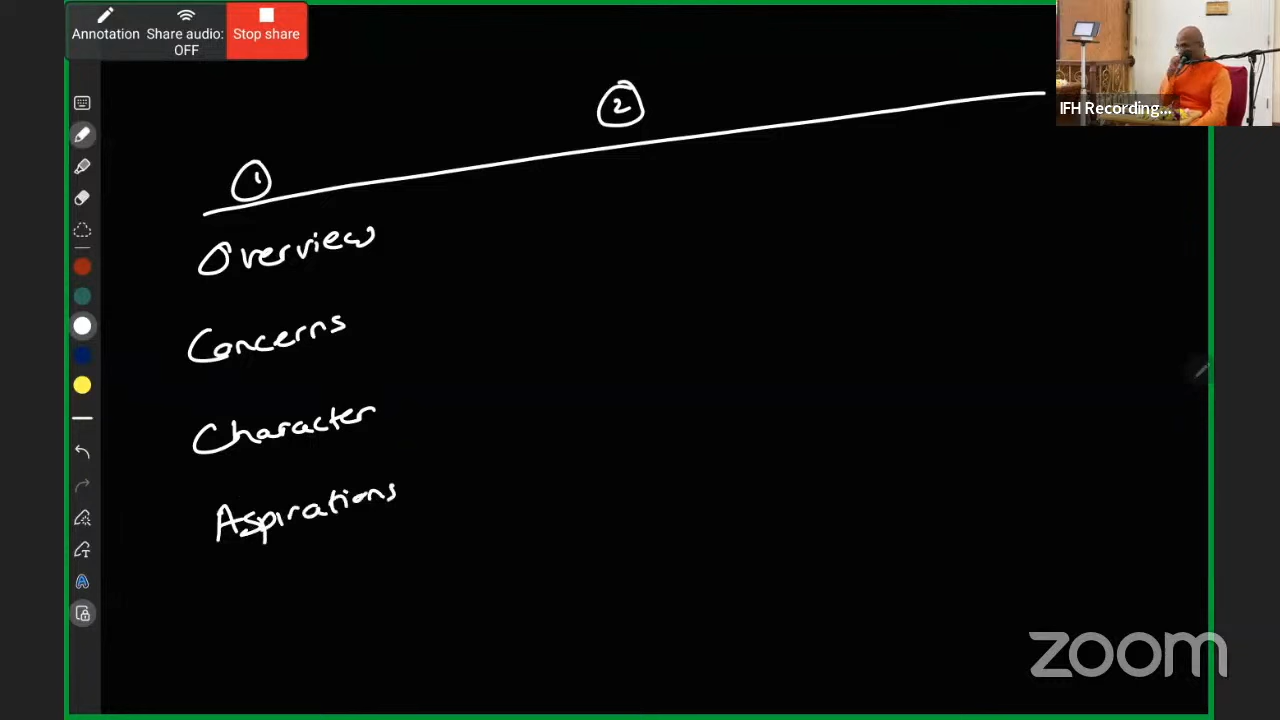 Annotation
Share audio:
OFF
Stop share
IFH Recording...
2
1
Overview
Concerns
Character
Aspirations
zoom